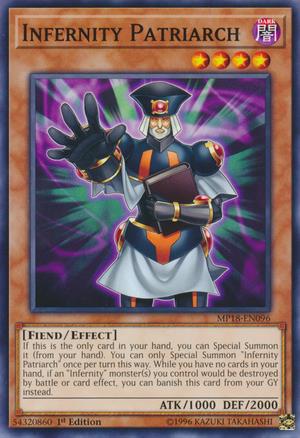 INFERNITY PATRIARCH
DARK
闇
MP18-EN096
[FIEND/EFFECT]
If this is the only card in your hand, you can Special Summon
it (from your hand). You can only Special Summon "Infernity
Patriarch" once per turn this way. While you have no cards in your
hand, if an "Infernity" monster(s) you control would be destroyed
by battle or card effect, you can banish this card from your GY
instead.
ATK/1000 DEF/2000
54320860 1st Edition ©1996 KAZUKI TAKAHASHI